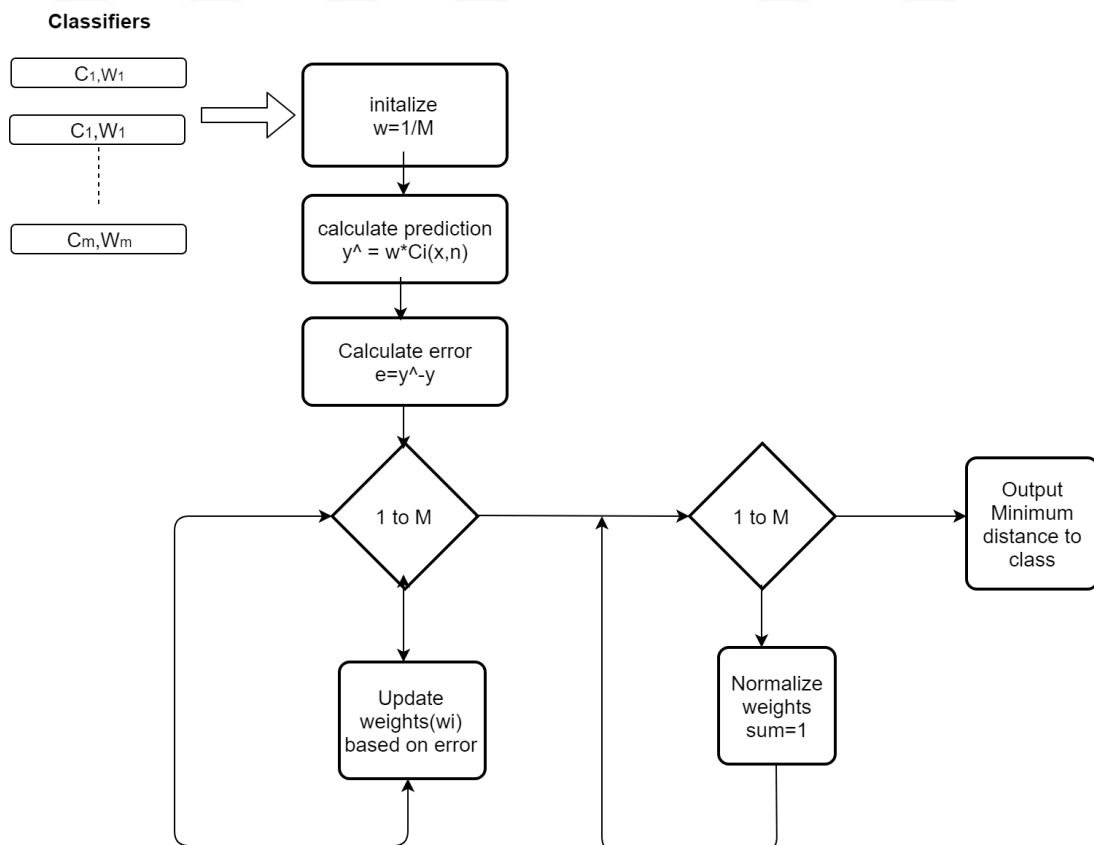 Classifiers
C1,W1
C1,W1
Cm,Wm
initalize
w=1/M
calculate prediction
y^ = w*Ci(x,n)
Calculate error
e=y^-y
1 to M
Update
weights(wi)
based on error
1 to M
Normalize
weights
sum=1
Output
Minimum
distance to
class